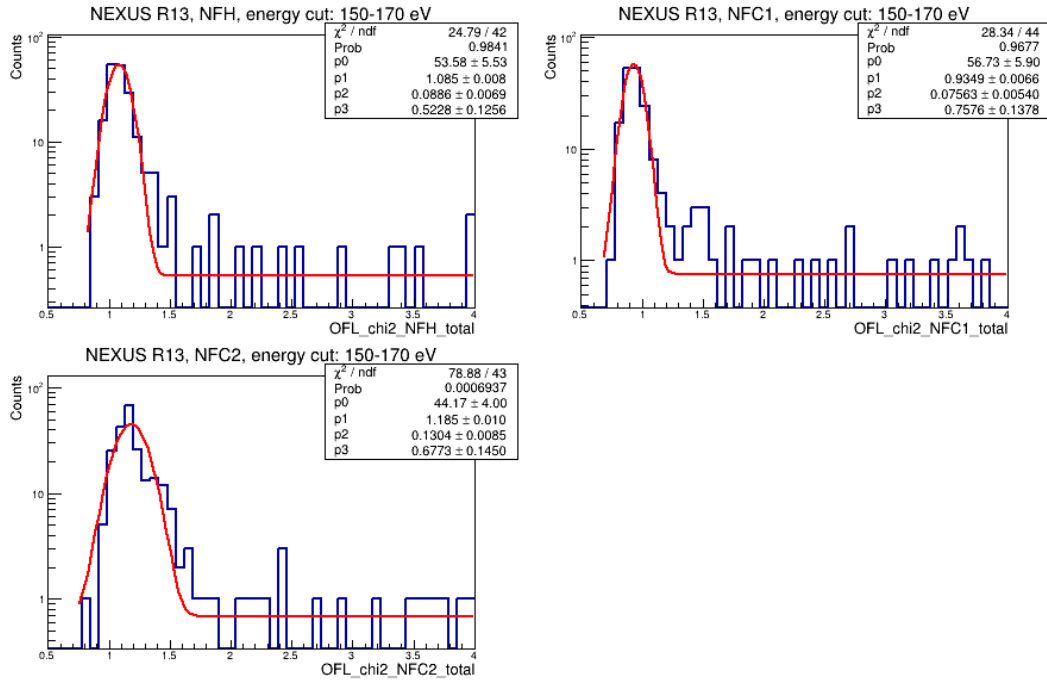 NEXUS R13, NFH, energy cut: 150-170 eV
χ² / ndf 24.79 / 42
Prob 0.9841
p0 53.58 ± 5.53
p1 1.085 ± 0.008
p2 0.0886 ± 0.0069
p3 0.5228 ± 0.1256
Counts
10²
10
1
0.5 1 1.5 2 2.5 3 3.5 4
OFL_chi2_NFH_total
NEXUS R13, NFC1, energy cut: 150-170 eV
χ² / ndf 28.34 / 44
Prob 0.9677
p0 56.73 ± 5.90
p1 0.9349 ± 0.0066
p2 0.07563 ± 0.00540
p3 0.7576 ± 0.1378
Counts
10²
10
1
0.5 1 1.5 2 2.5 3 3.5 4
OFL_chi2_NFC1_total
NEXUS R13, NFC2, energy cut: 150-170 eV
χ² / ndf 78.88 / 43
Prob 0.0006937
p0 44.17 ± 4.00
p1 1.185 ± 0.010
p2 0.1304 ± 0.0085
p3 0.6773 ± 0.1450
Counts
10²
10
1
0.5 1 1.5 2 2.5 3 3.5 4
OFL_chi2_NFC2_total